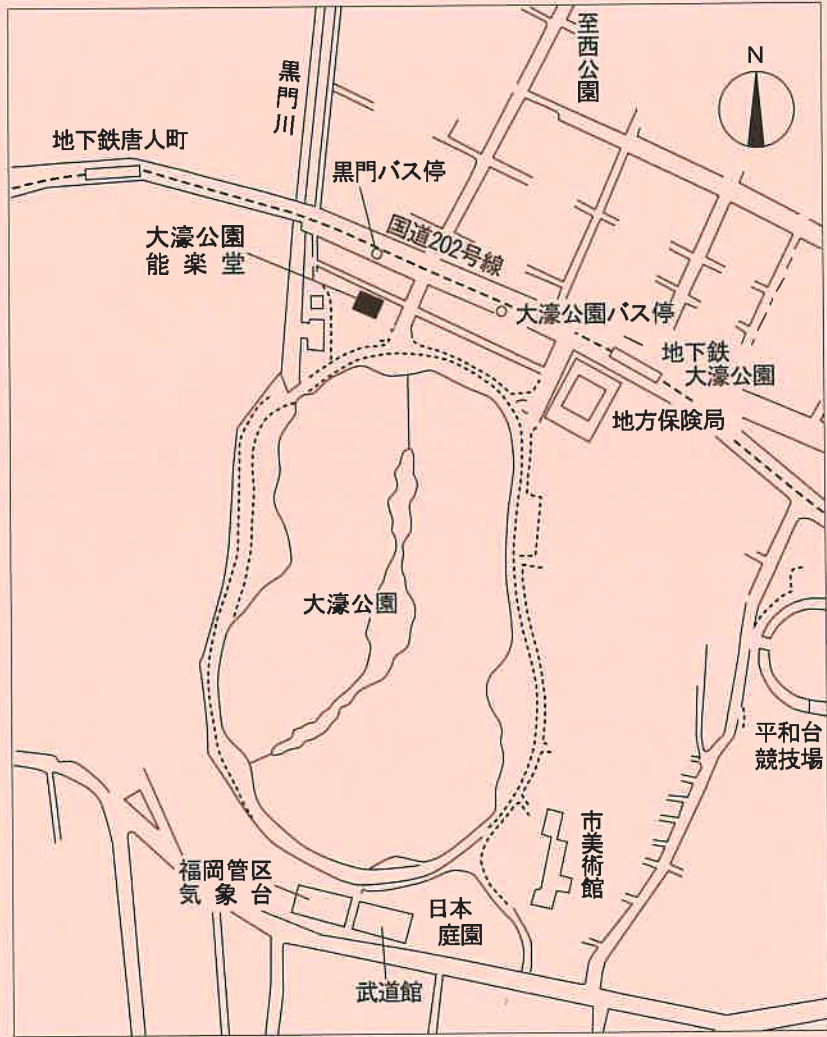 至西公園
N
黒門川
地下鉄唐人町
黒門バス停
国道202号線
大濠公園
能楽堂
大濠公園バス停
地下鉄
大濠公園
地方保険局
大濠公園
平和台
競技場
市美術館
福岡管区
気象台
日本
庭園
武道館